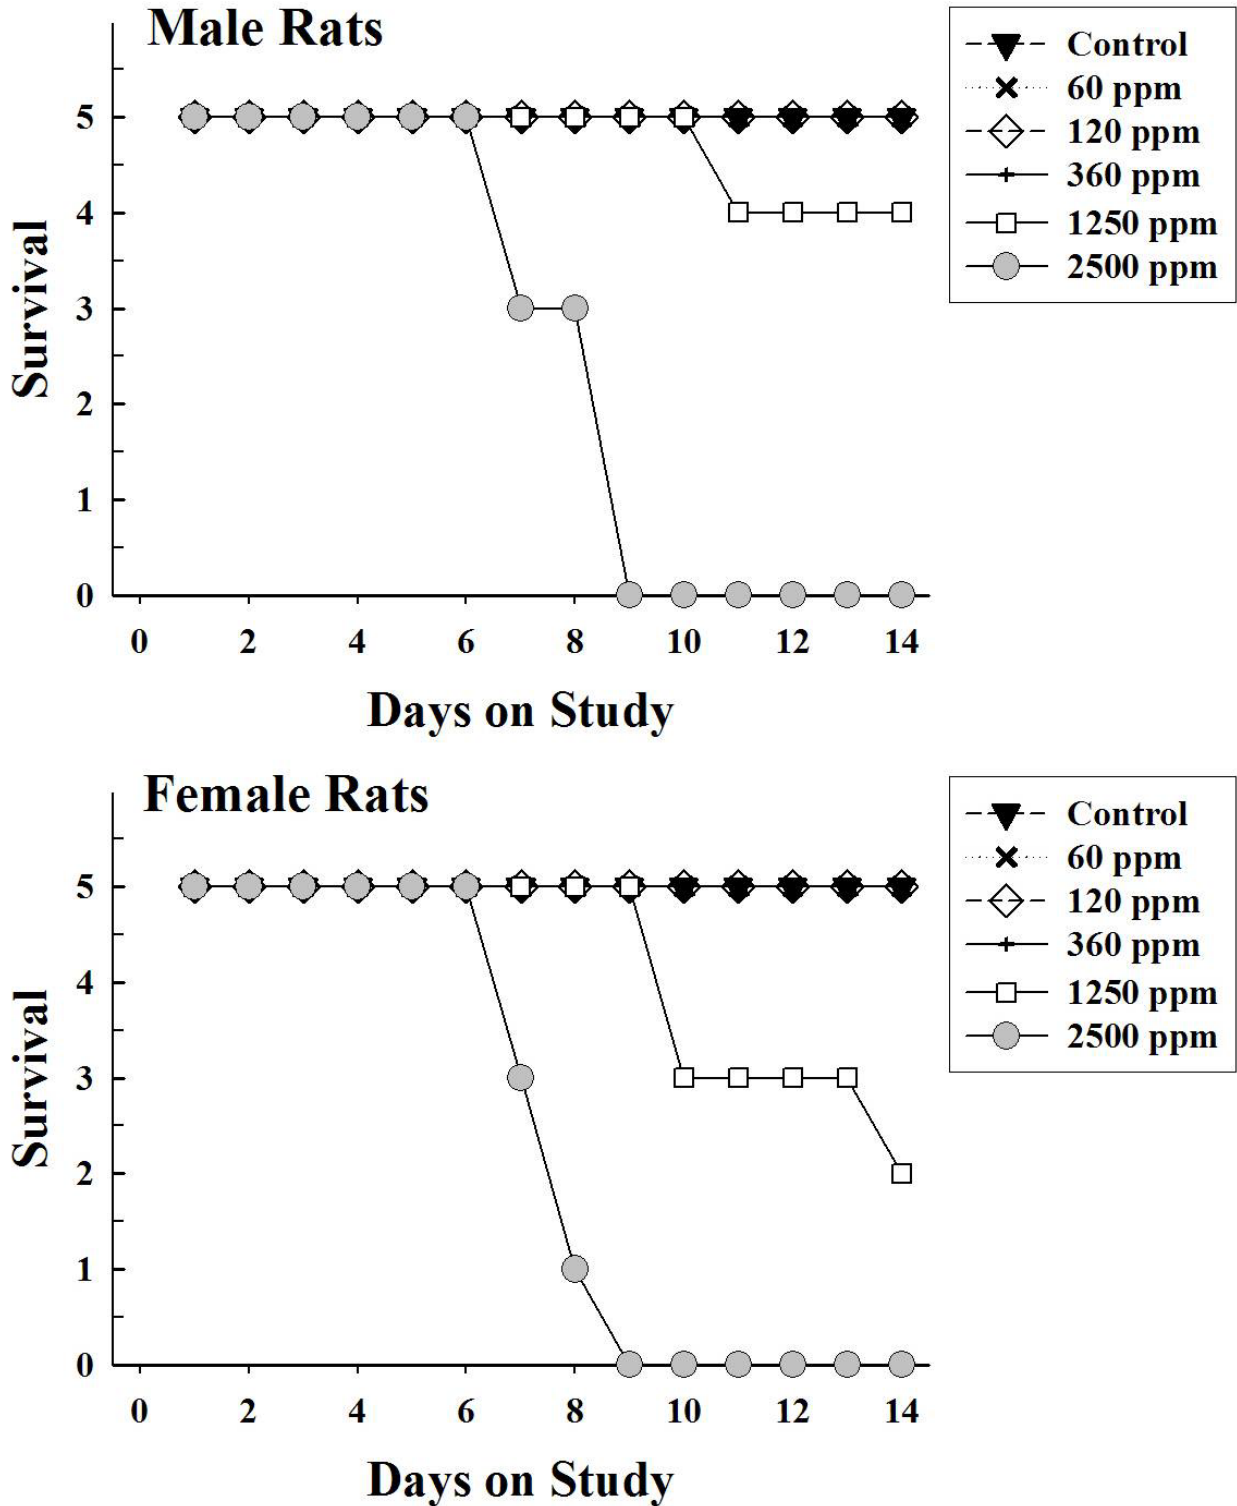 Male Rats
Control
60 ppm
120 ppm
360 ppm
1250 ppm
2500 ppm
Survival
5
4
3
2
1
0
0 2 4 6 8 10 12 14
Days on Study
Female Rats
Control
60 ppm
120 ppm
360 ppm
1250 ppm
2500 ppm
Survival
5
4
3
2
1
0
0 2 4 6 8 10 12 14
Days on Study